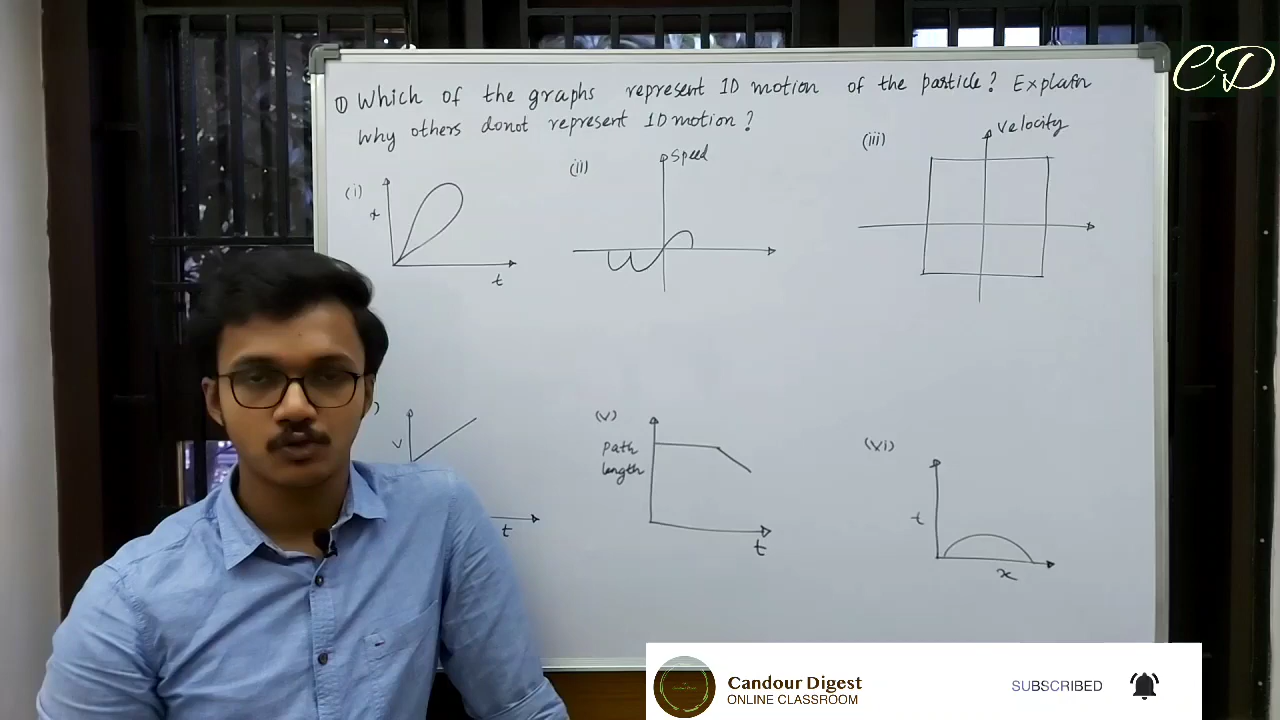 CD
① Which of the graphs represent 1D motion of the particle? Explain
why others donot represent 1D motion?
(i)
x
t
(ii)
speed
(iii)
velocity
)
v
t
(v)
Path
length
t
(vi)
t
x
Candour Digest
ONLINE CLASSROOM
SUBSCRIBED